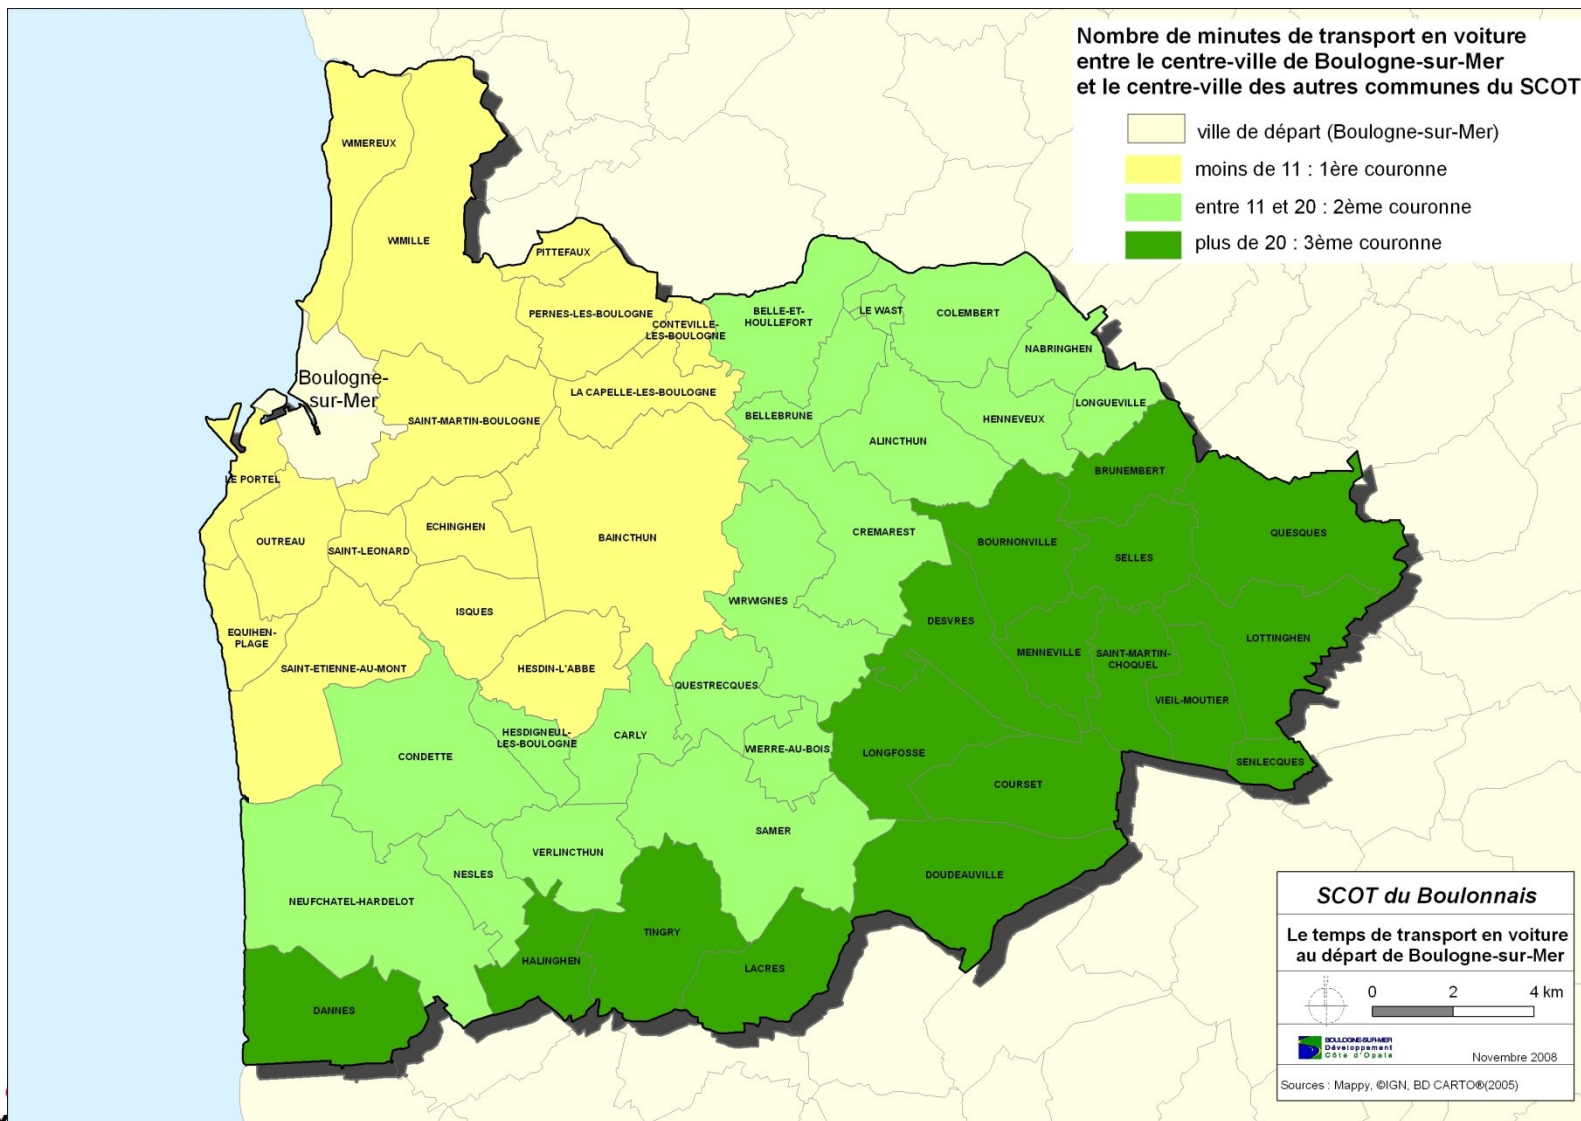 Nombre de minutes de transport en voiture
entre le centre-ville de Boulogne-sur-Mer
et le centre-ville des autres communes du SCOT
ville de départ (Boulogne-sur-Mer)
moins de 11 : 1ère couronne
entre 11 et 20 : 2ème couronne
plus de 20 : 3ème couronne
WIMEREUX
WIMILLE
PITTEFAUX
PERNES-LES-BOULOGNE
CONTEVILLE-
LES-BOULOGNE
BELLE-ET-
HOULLEFORT
LE WAST
COLEMBERT
NABRINGHEN
Boulogne-
sur-Mer
SAINT-MARTIN-BOULOGNE
LA CAPELLE-LES-BOULOGNE
BELLEBRUNE
ALINCTHUN
HENNEVEUX
LONGUEVILLE
LE PORTEL
OUTREAU
SAINT-LEONARD
ECHINGHEN
BAINCTHUN
CREMAREST
BOURNONVILLE
BRUNEMBERT
SELLES
QUESQUES
EQUIHEN-
PLAGE
SAINT-ETIENNE-AU-MONT
ISQUES
HESDIN-L'ABBE
WIRWIGNES
DESVRES
MENNEVILLE
SAINT-MARTIN-
CHOQUEL
LOTTINGHEN
VIEIL-MOUTIER
SENLECQUES
QUESTRECQUES
CONDETTE
HESDIGNEUL-
LES-BOULOGNE
CARLY
WIERRE-AU-BOIS
LONGFOSSE
COURSET
SAMER
VERLINCTHUN
NESLES
NEUFCHATEL-HARDELOT
DOUDEAUVILLE
TINGRY
HALINGHEN
LACRES
DANNES
SCOT du Boulonnais
Le temps de transport en voiture
au départ de Boulogne-sur-Mer
0 2 4 km
BOULOGNE-SUR-MER
Développement
Côte d'Opale
Novembre 2008
Sources : Mappy, ©IGN, BD CARTO®(2005)